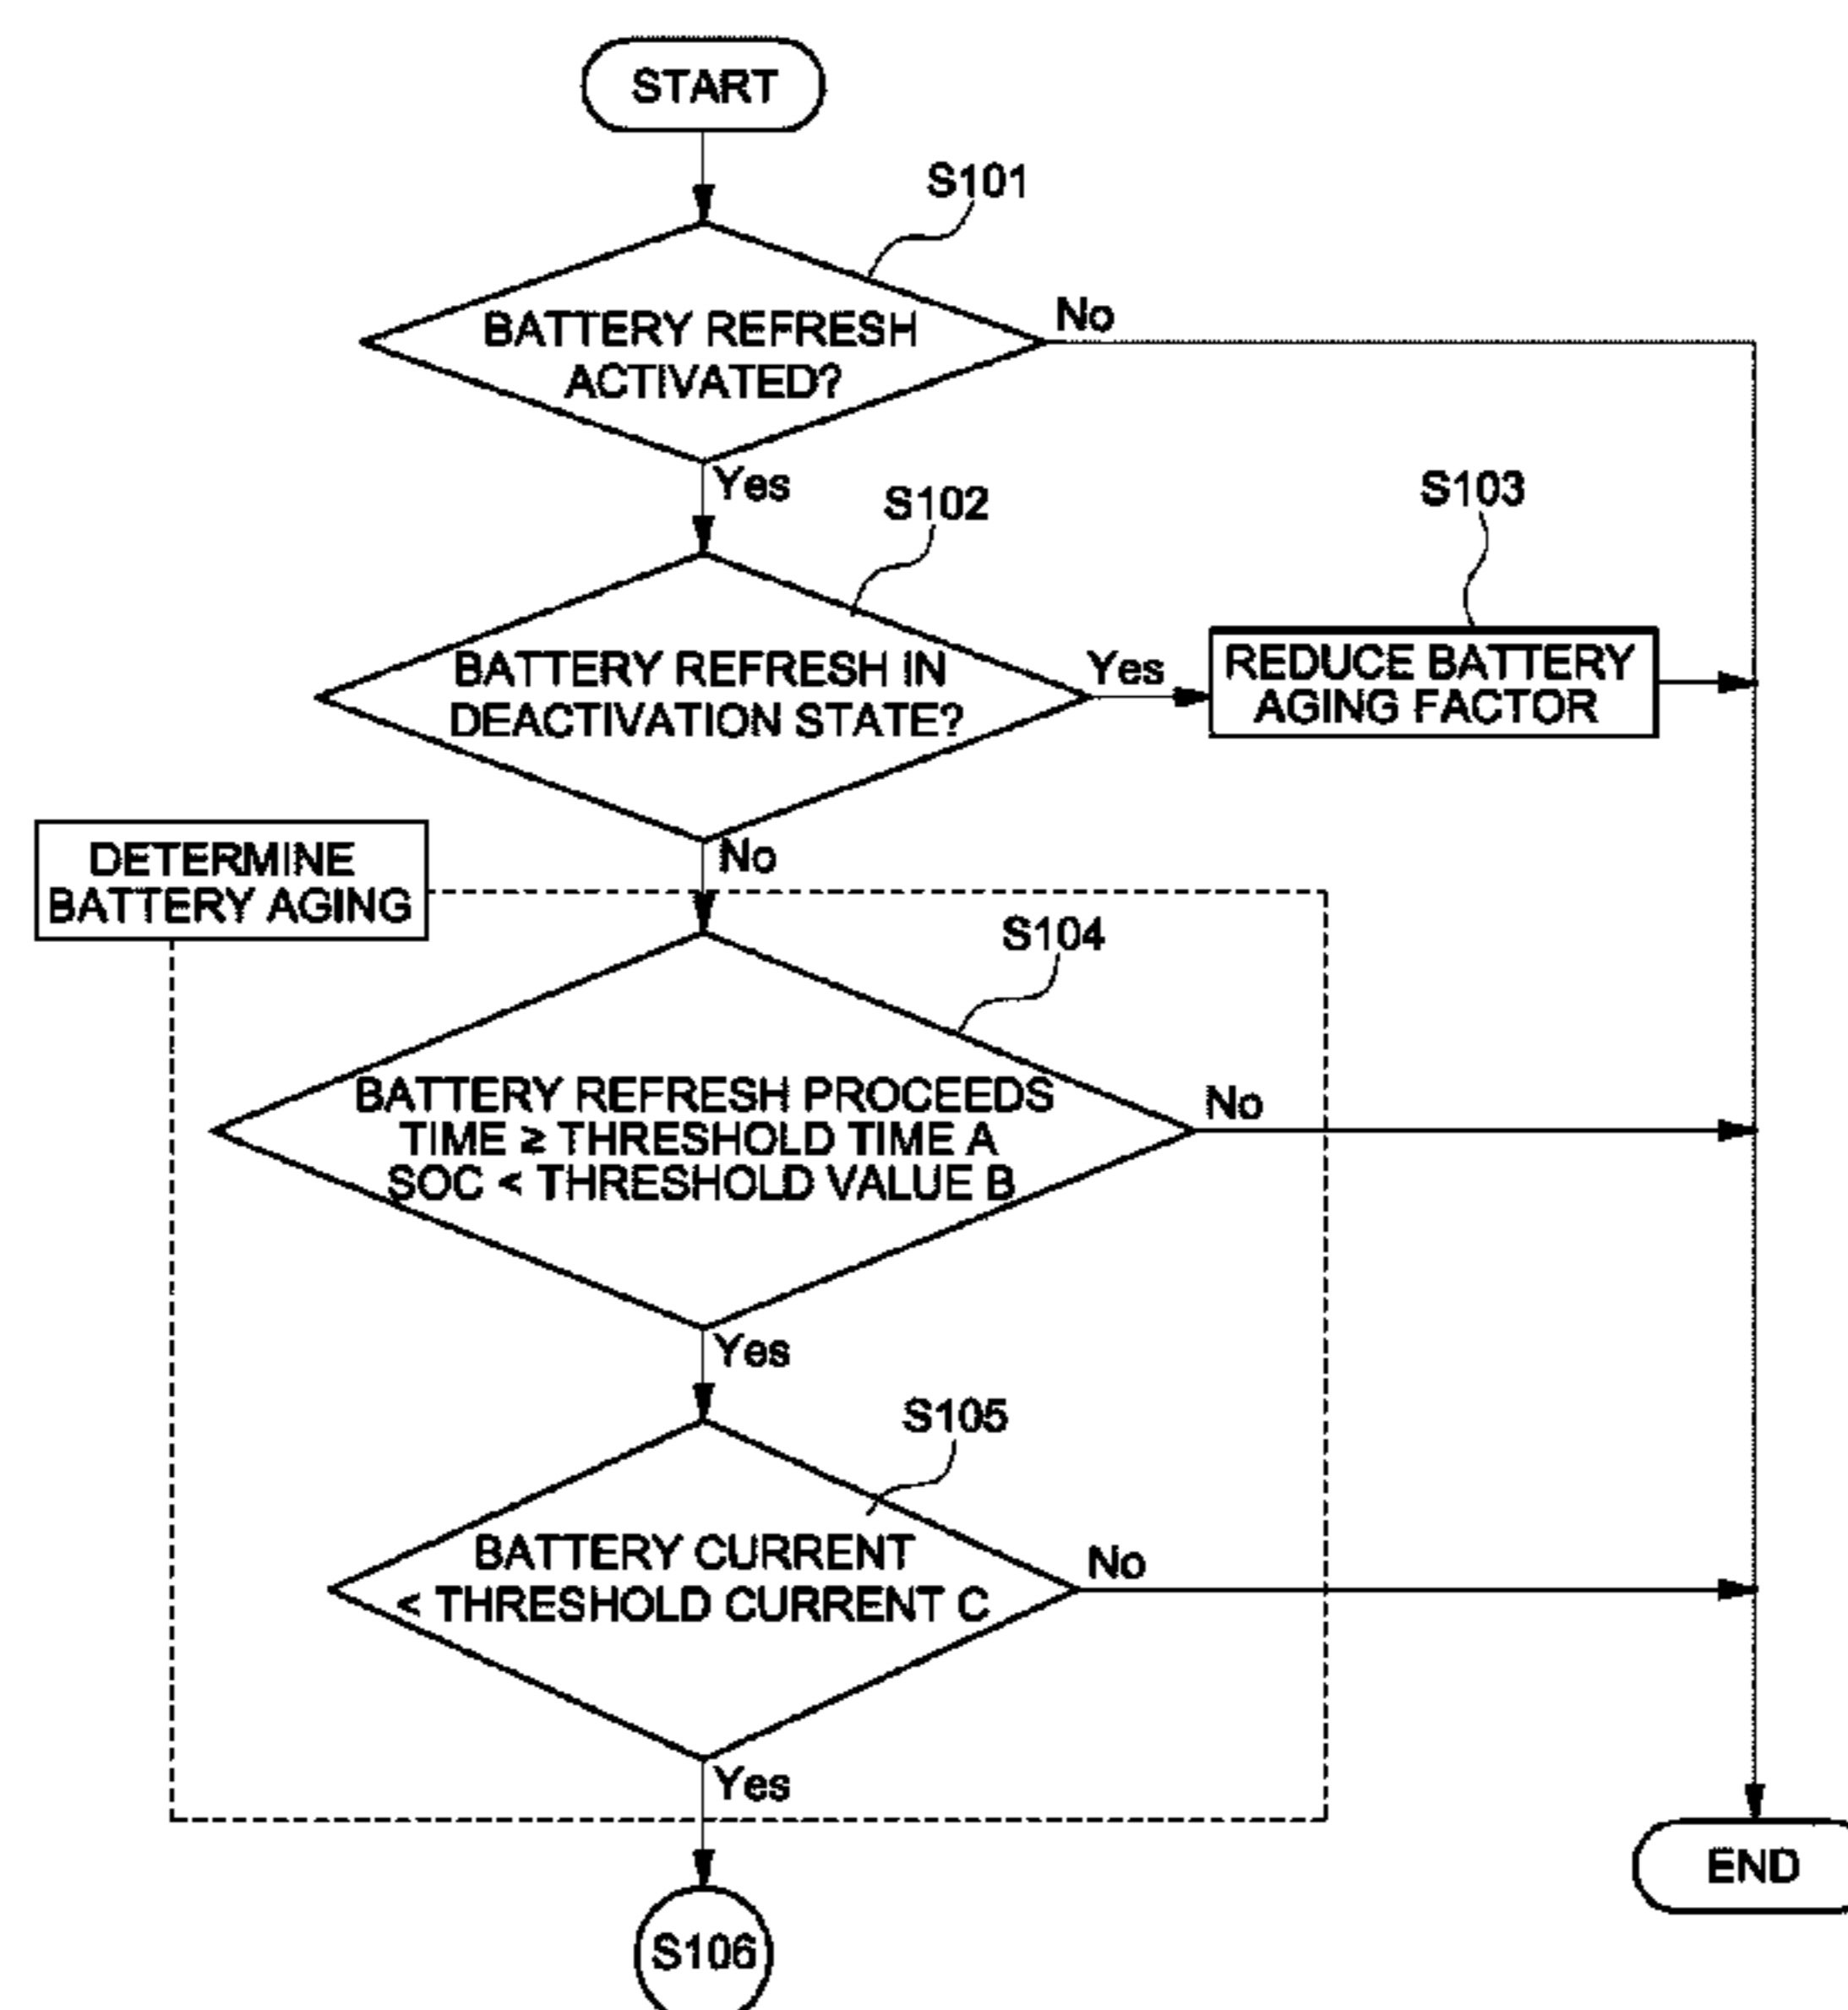 START
S101
BATTERY REFRESH
ACTIVATED?
No
Yes
S102
S103
BATTERY REFRESH IN
DEACTIVATION STATE?
Yes
REDUCE BATTERY
AGING FACTOR
No
DETERMINE
BATTERY AGING
S104
BATTERY REFRESH PROCEEDS
TIME ≥ THRESHOLD TIME A
SOC < THRESHOLD VALUE B
No
Yes
S105
BATTERY CURRENT
< THRESHOLD CURRENT C
No
Yes
END
S106